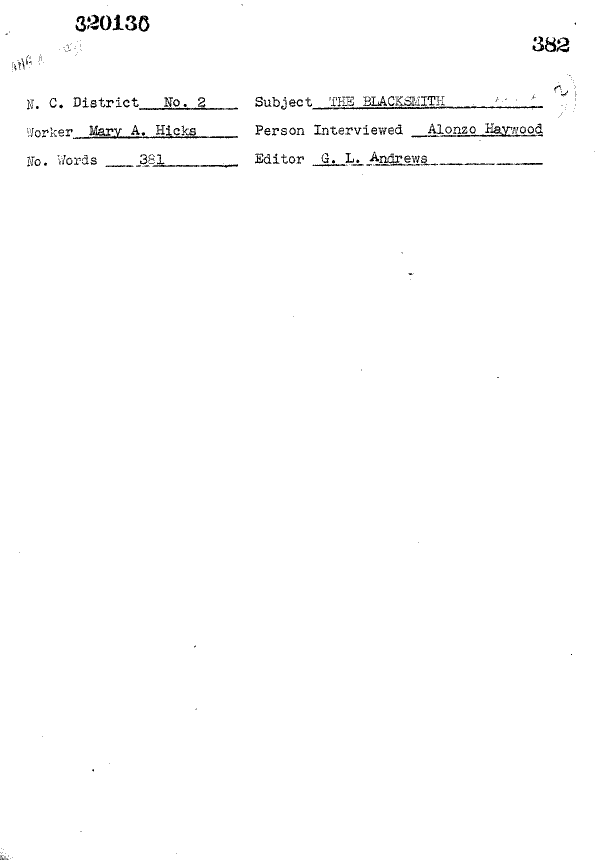 320136
382
N. C. District No. 2 Subject THE BLACKSMITH
Worker Mary A. Hicks Person Interviewed Alonzo Haywood
No. Words 381 Editor G. L. Andrews